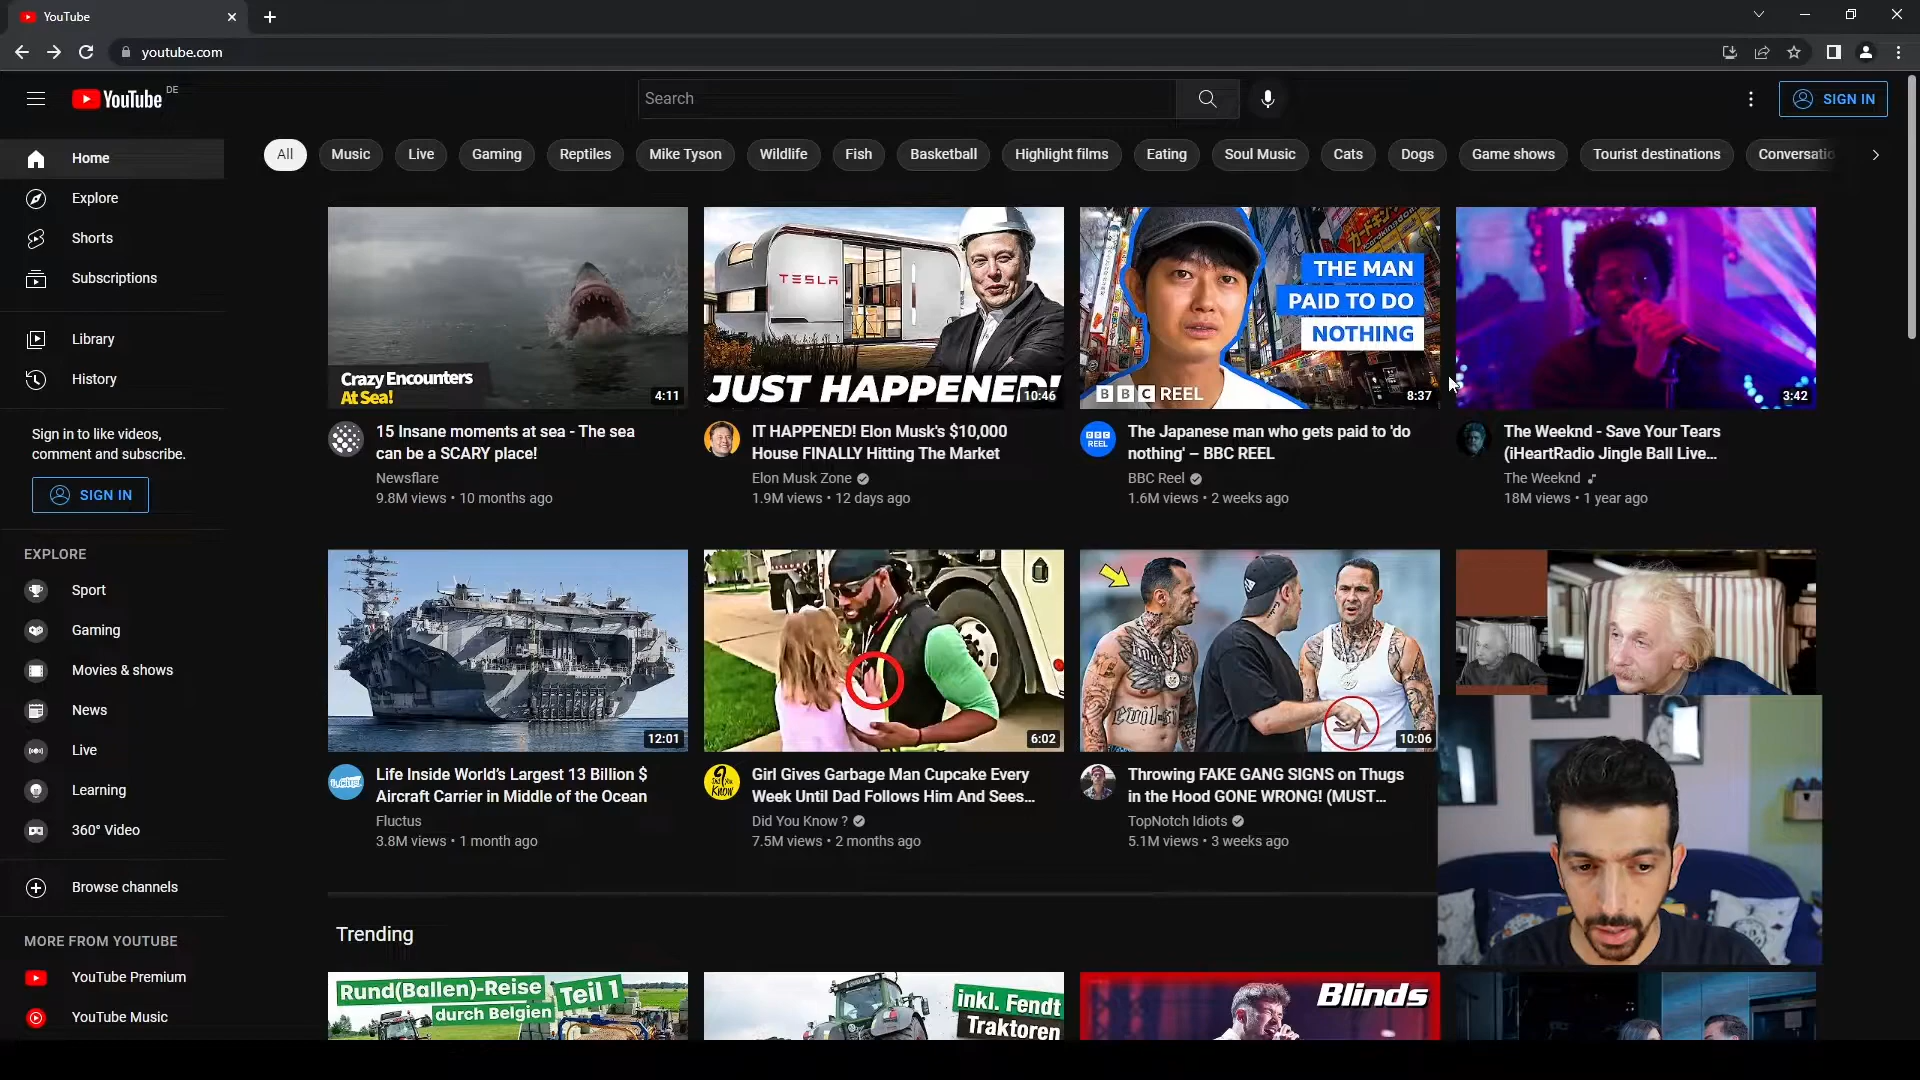 YouTube
youtube.com
YouTube DE
Search
SIGN IN
Home
Explore
Shorts
Subscriptions
Library
History
Sign in to like videos,
comment and subscribe.
SIGN IN
EXPLORE
Sport
Gaming
Movies & shows
News
Live
Learning
360° Video
Browse channels
MORE FROM YOUTUBE
YouTube Premium
YouTube Music
All
Music
Live
Gaming
Reptiles
Mike Tyson
Wildlife
Fish
Basketball
Highlight films
Eating
Soul Music
Cats
Dogs
Game shows
Tourist destinations
Conversatio
Crazy Encounters
At Sea!
4:11
15 Insane moments at sea - The sea
can be a SCARY place!
Newsflare
9.8M views • 10 months ago
TESLA
JUST HAPPENED!
10:46
IT HAPPENED! Elon Musk's $10,000
House FINALLY Hitting The Market
Elon Musk Zone
1.9M views • 12 days ago
THE MAN
PAID TO DO
NOTHING
BBC REEL
8:37
BBC
REEL
The Japanese man who gets paid to 'do
nothing' – BBC REEL
BBC Reel
1.6M views • 2 weeks ago
3:42
The Weeknd - Save Your Tears
(iHeartRadio Jingle Ball Live...
The Weeknd
18M views • 1 year ago
12:01
Life Inside World's Largest 13 Billion $
Aircraft Carrier in Middle of the Ocean
Fluctus
3.8M views • 1 month ago
6:02
Girl Gives Garbage Man Cupcake Every
Week Until Dad Follows Him And Sees...
Did You Know ?
7.5M views • 2 months ago
10:06
Throwing FAKE GANG SIGNS on Thugs
in the Hood GONE WRONG! (MUST...
TopNotch Idiots
5.1M views • 3 weeks ago
Trending
Rund(Ballen)-Reise Teil 1
durch Belgien
inkl. Fendt
Traktoren
Blinds